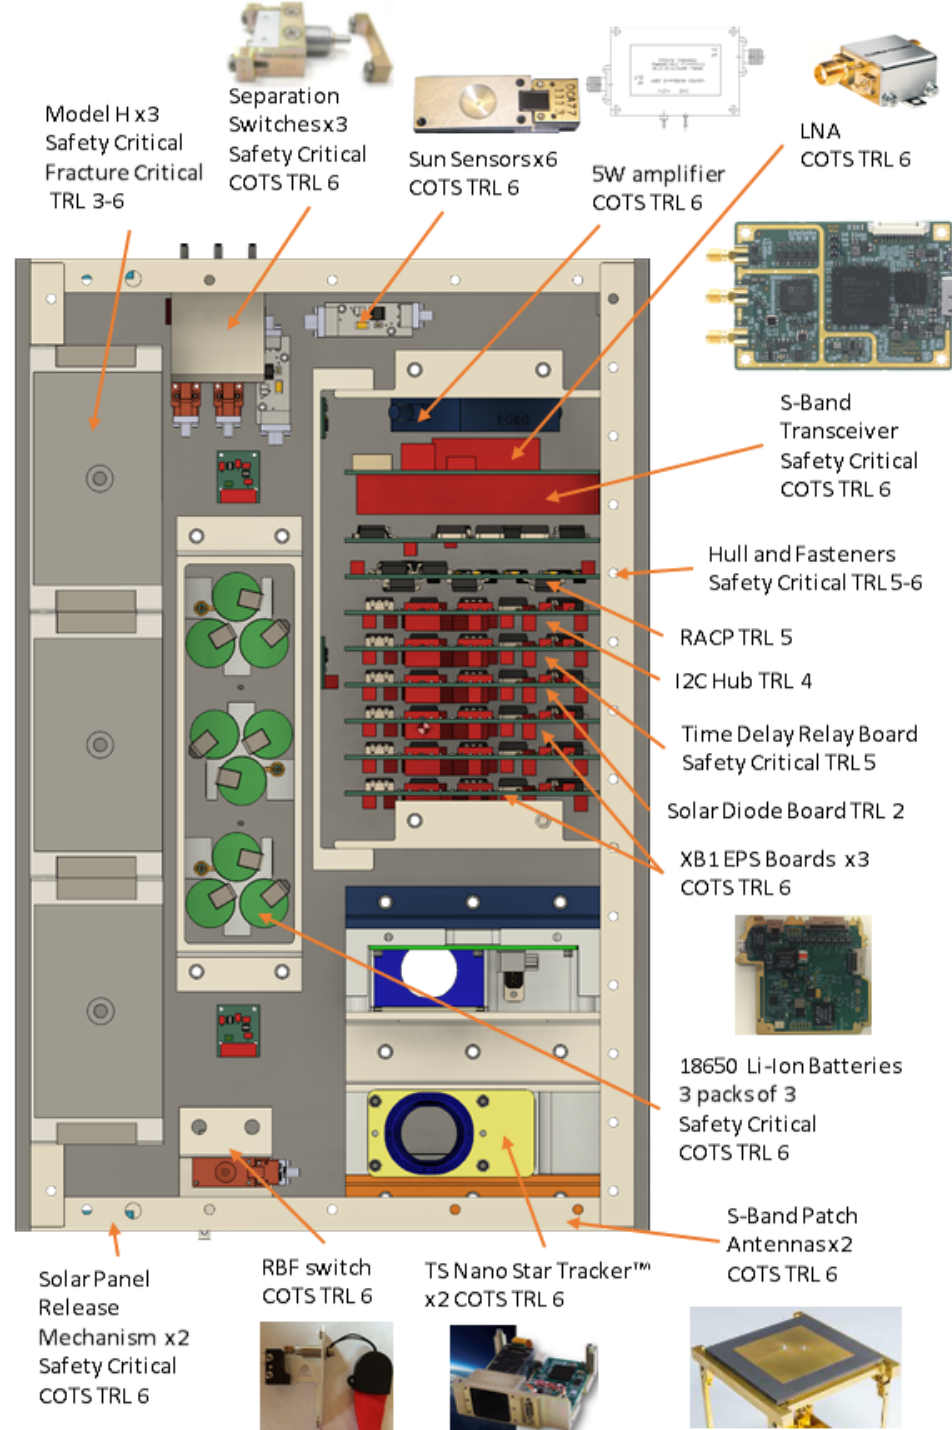 Model H x3
Safety Critical
Fracture Critical
TRL 3-6
Separation
Switches x3
Safety Critical
COTS TRL 6
Sun Sensors x6
COTS TRL 6
5W amplifier
COTS TRL 6
LNA
COTS TRL 6
S-Band
Transceiver
Safety Critical
COTS TRL 6
Hull and Fasteners
Safety Critical TRL 5-6
RACP TRL 5
I2C Hub TRL 4
Time Delay Relay Board
Safety Critical TRL 5
Solar Diode Board TRL 2
XB1 EPS Boards x3
COTS TRL 6
18650 Li-Ion Batteries
3 packs of 3
Safety Critical
COTS TRL 6
S-Band Patch
Antennas x2
COTS TRL 6
TS Nano Star Tracker™
x2 COTS TRL 6
RBF switch
COTS TRL 6
Solar Panel
Release
Mechanism x2
Safety Critical
COTS TRL 6